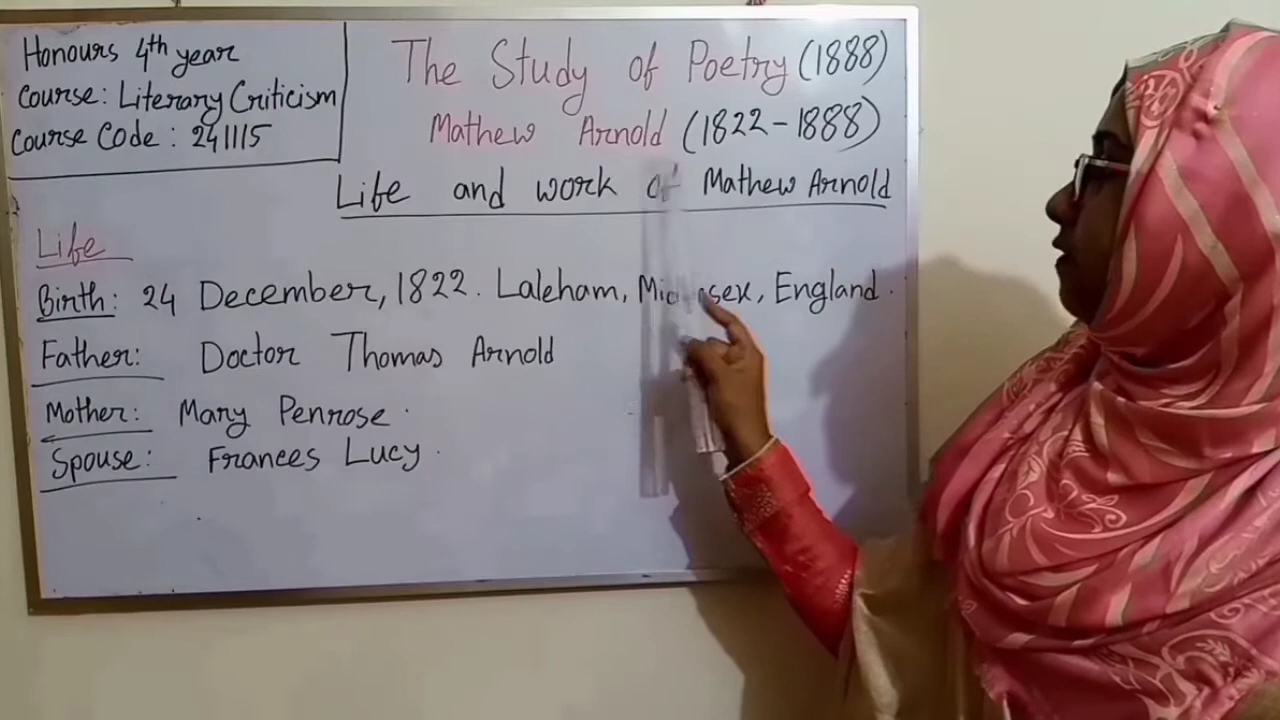 Honours 4th year
Course: Literary Criticism
Course Code: 241115
The Study of Poetry (1888)
Mathew Arnold (1822-1888)
Life and work of Mathew Arnold
Life
Birth: 24 December, 1822. Laleham, England.
Father: Doctor Thomas Arnold
Mother: Mary Penrose.
Spouse: Frances Lucy.